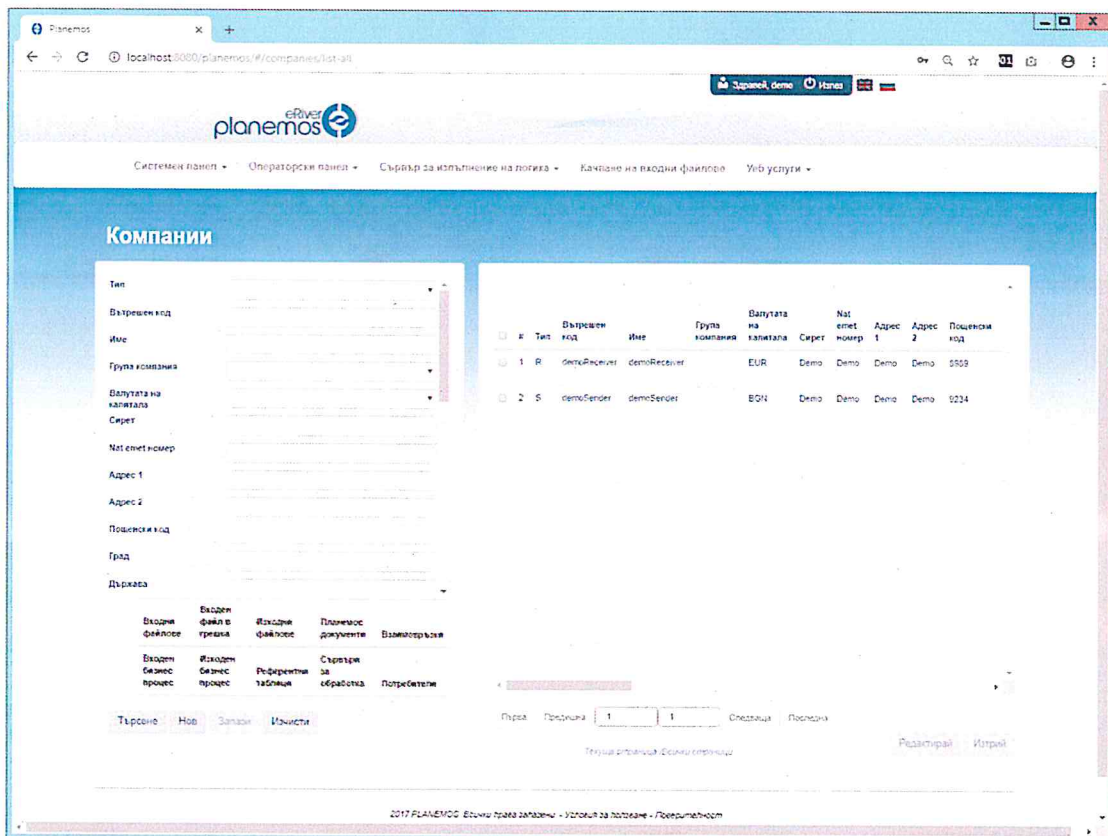 Planemos
localhost:8080/planemos/#/companies/list-all
Здравей, demo Излез
eRiver
planemos
Системен панел Операторски панел Сървър за изпълнение на логика Качване на входни файлове Уеб услуги
Компании
Тип
Вътрешен код
Име
Група компания
Валутата на
капитала
Сирет
Nat emet номер
Адрес 1
Адрес 2
Пощенски код
Град
Държава
Входни файлове Входен файл в грешка Изходни файлове Планемос документи Взаимовръзки
Входен бизнес процес Изходен бизнес процес Референтни таблици Сървъри за обработка Потребители
Търсене Нов Запази Изчисти
# Тип Вътрешен код Име Група компания Валутата на капитала Сирет Nat emet номер Адрес 1 Адрес 2 Пощенски код
1 R demoReceiver demoReceiver EUR Demo Demo Demo Demo 5959
2 S demoSender demoSender BGN Demo Demo Demo Demo 9234
Първа Предишна 1 1 Следваща Последна
Текуща страница /Всички страници
Редактирай Изтрий
2017 PLANEMOS Всички права запазени - Условия за ползване - Поверителност